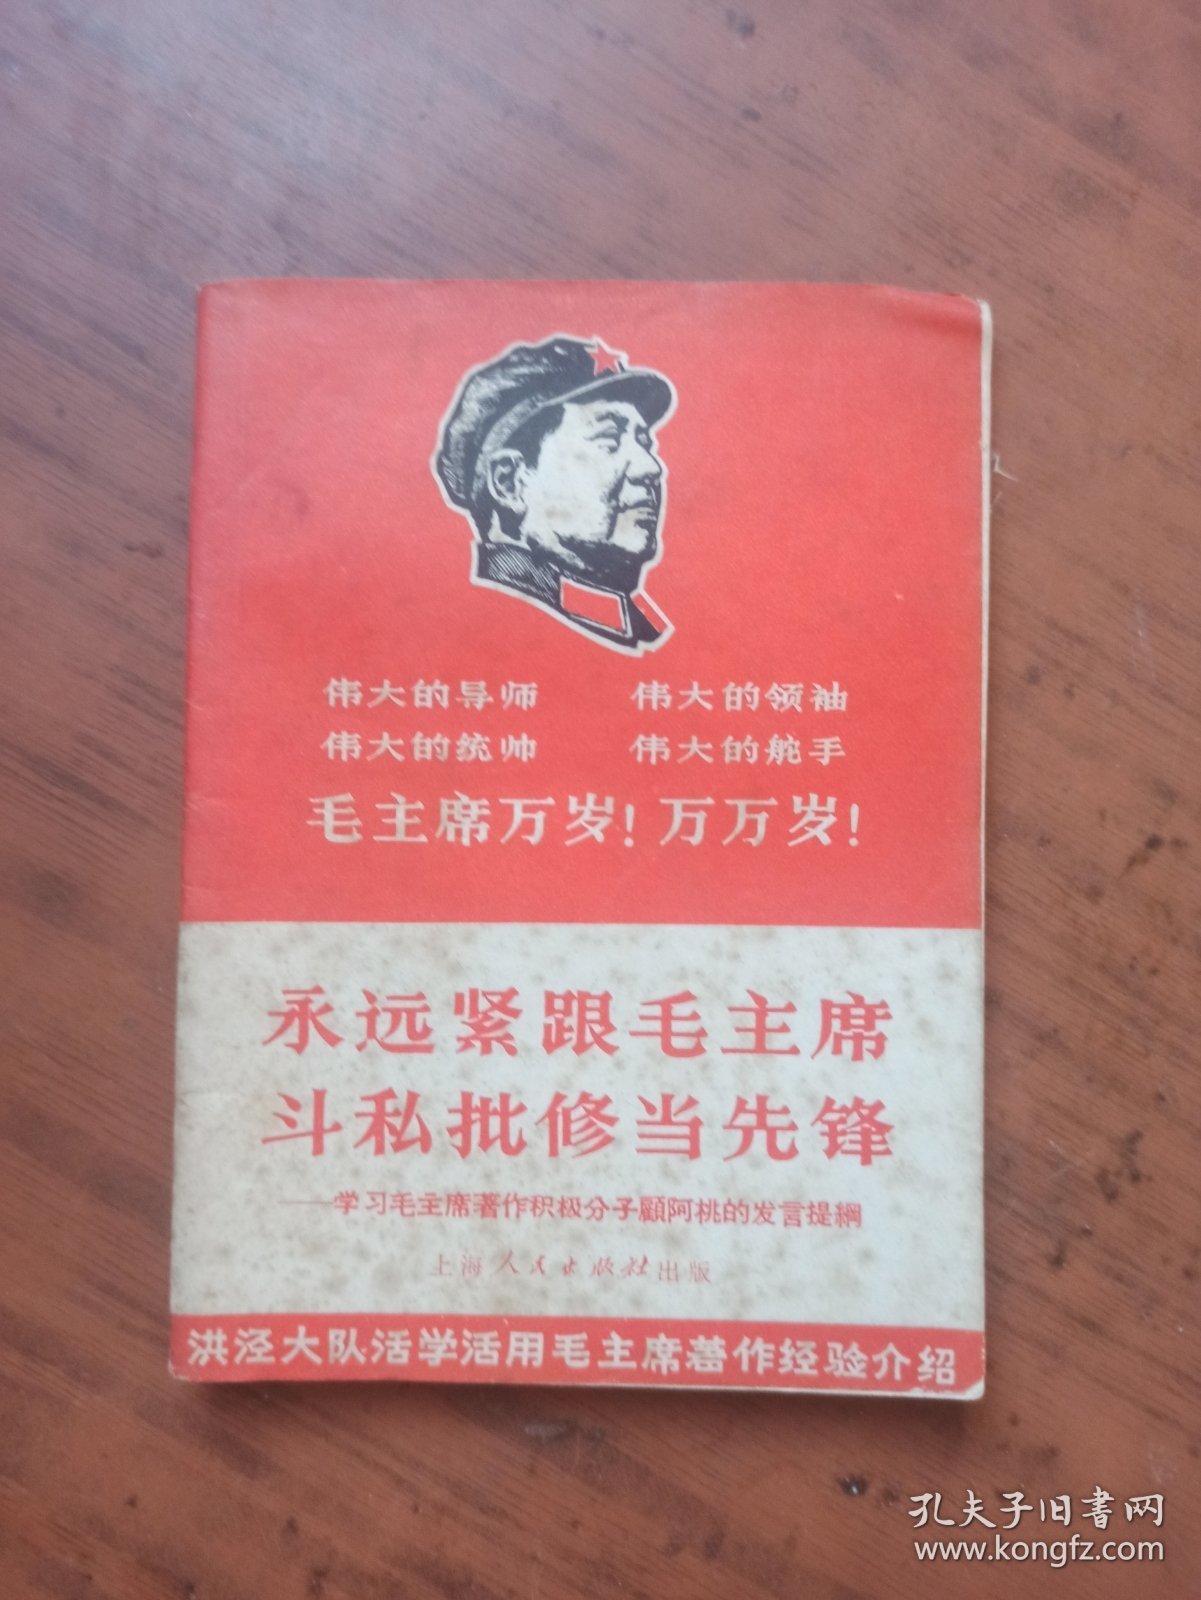 伟大的导师 伟大的领袖
伟大的统帅 伟大的舵手
毛主席万岁！万万岁！
永远紧跟毛主席
斗私批修当先锋
——学习毛主席著作积极分子顧阿桃的发言提綱
上海人民出版社出版
洪泾大队活学活用毛主席著作经验介绍
孔夫子旧書网
www.kongfz.com